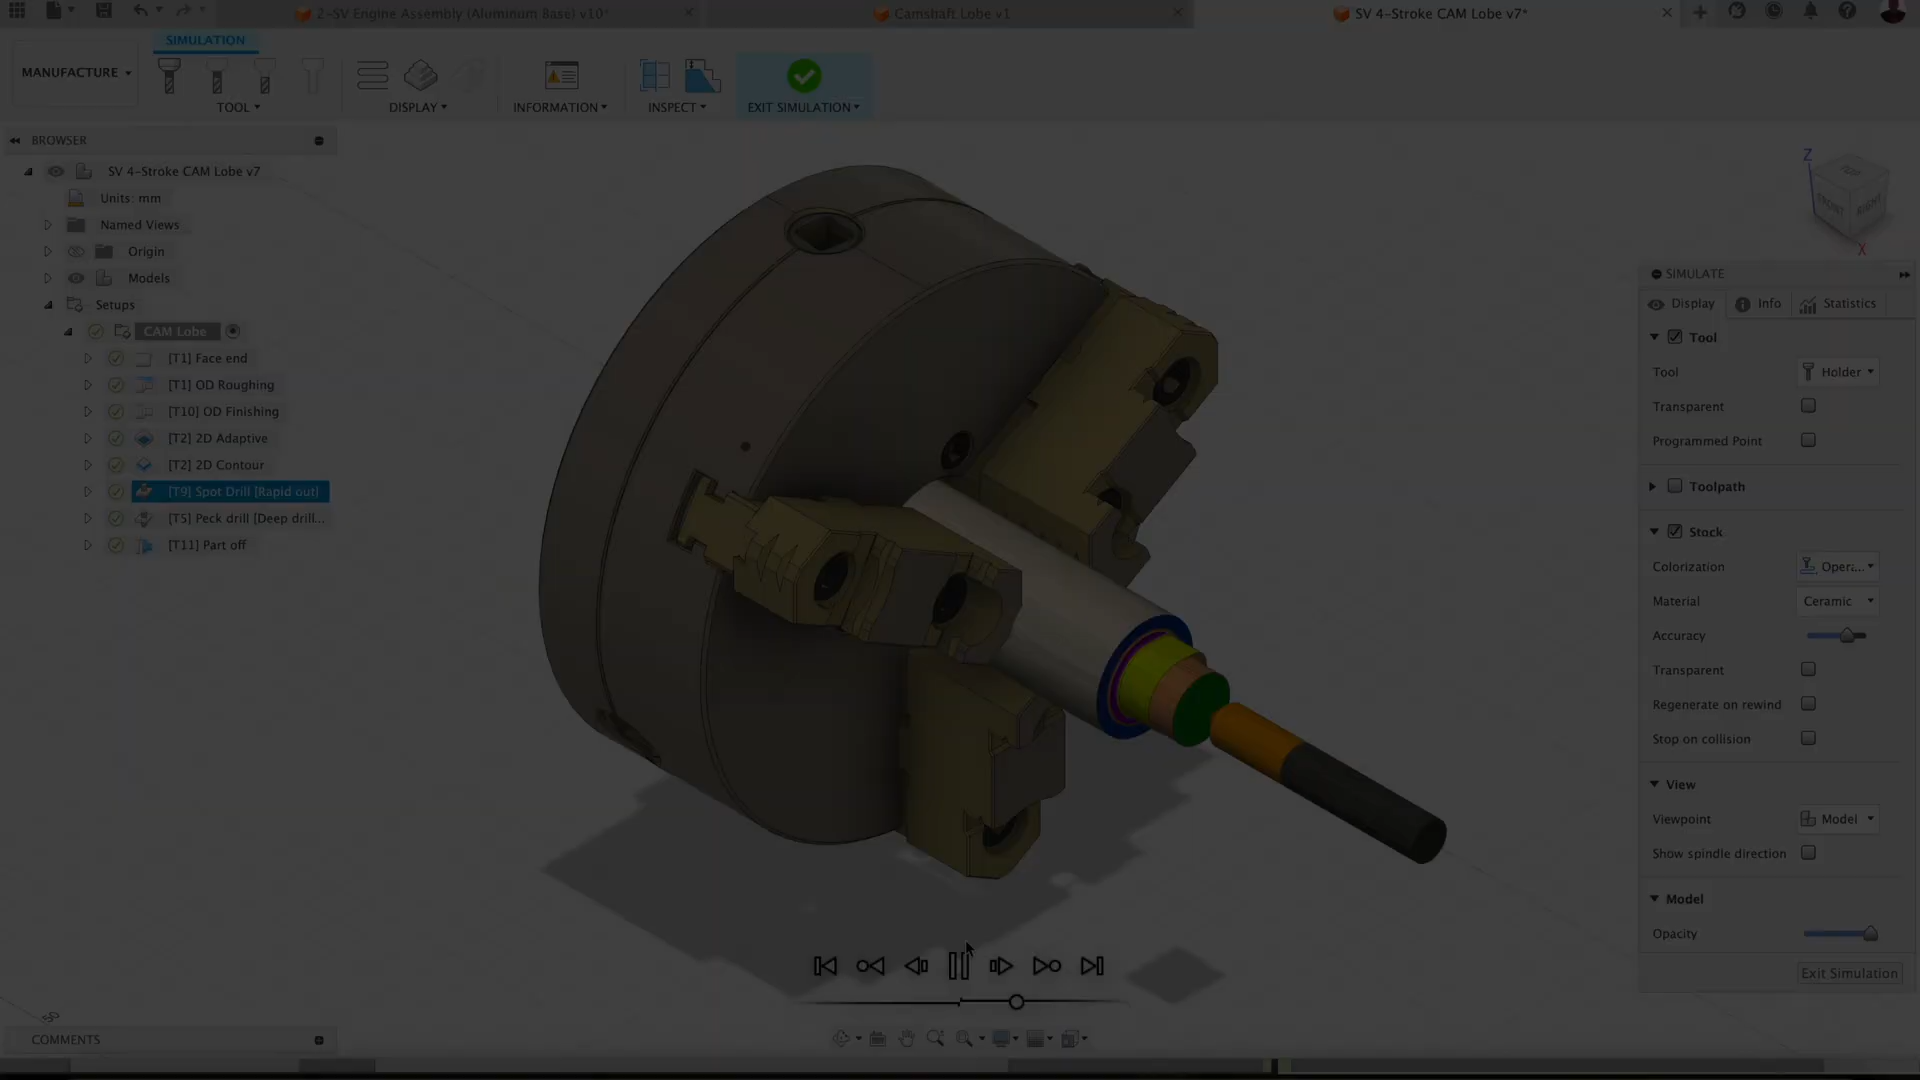 2-SV Engine Assembly (Aluminum Base) v10*
Camshaft Lobe v1
SV 4-Stroke CAM Lobe v7*
SIMULATION
MANUFACTURE
TOOL
DISPLAY
INFORMATION
INSPECT
EXIT SIMULATION
BROWSER
SV 4-Stroke CAM Lobe v7
Units: mm
Named Views
Origin
Models
Setups
CAM Lobe
[T1] Face end
[T1] OD Roughing
[T10] OD Finishing
[T2] 2D Adaptive
[T2] 2D Contour
[T9] Spot Drill [Rapid out]
[T5] Peck drill [Deep drill...
[T11] Part off
Z
TOP
FRONT
RIGHT
X
SIMULATE
Display
Info
Statistics
Tool
Tool
Holder
Transparent
Programmed Point
Toolpath
Stock
Colorization
Opera...
Material
Ceramic
Accuracy
Transparent
Regenerate on rewind
Stop on collision
View
Viewpoint
Model
Show spindle direction
Model
Opacity
Exit Simulation
COMMENTS